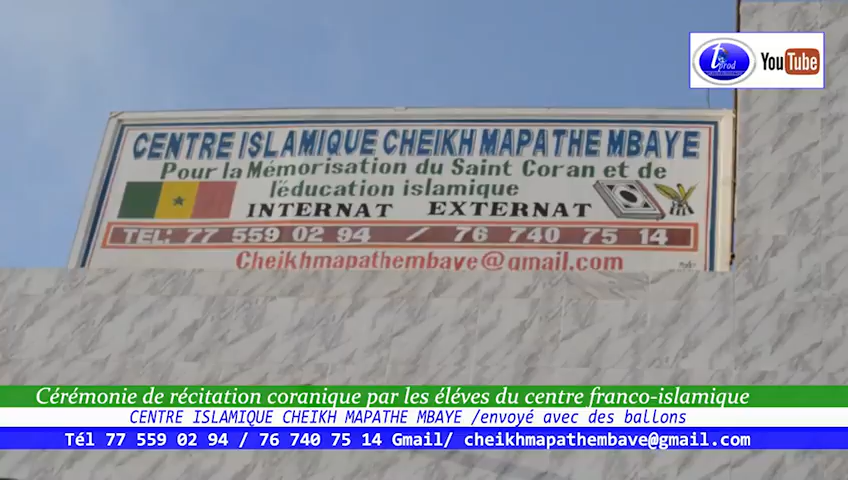 t prod YouTube
CENTRE ISLAMIQUE CHEIKH MAPATHE MBAYE
Pour la Mémorisation du Saint Coran et de
l'éducation islamique
INTERNAT EXTERNAT
TEL: 77 559 02 94 / 76 740 75 14
Cheikhmapathembaye@gmail.com
Cérémonie de récitation coranique par les éléves du centre franco-islamique
CENTRE ISLAMIQUE CHEIKH MAPATHE MBAYE /envoyé avec des ballons
Tél 77 559 02 94 / 76 740 75 14 Gmail/ cheikhmapathembaye@gmail.com